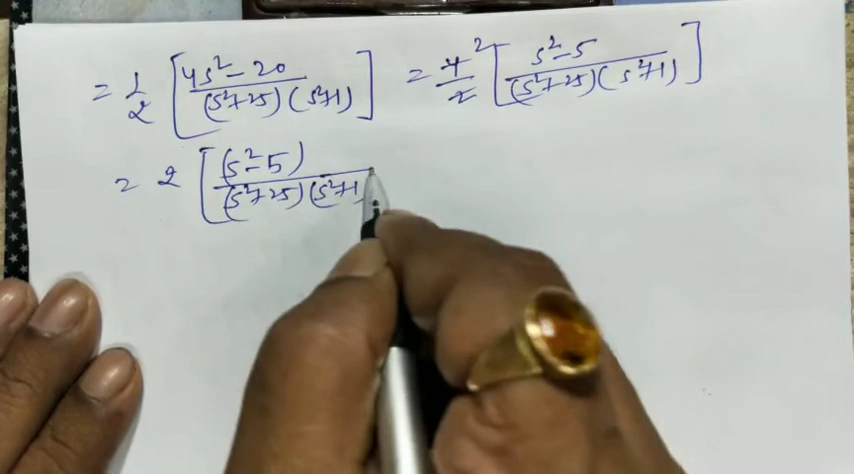 = 1/2 [4s²-20 / (s²+25)(s²+1)] = 4̶²/2̶ [s²-5 / (s²+25)(s²+1)]
= 2 [(s²-5) / (s²+25)(s²+1)